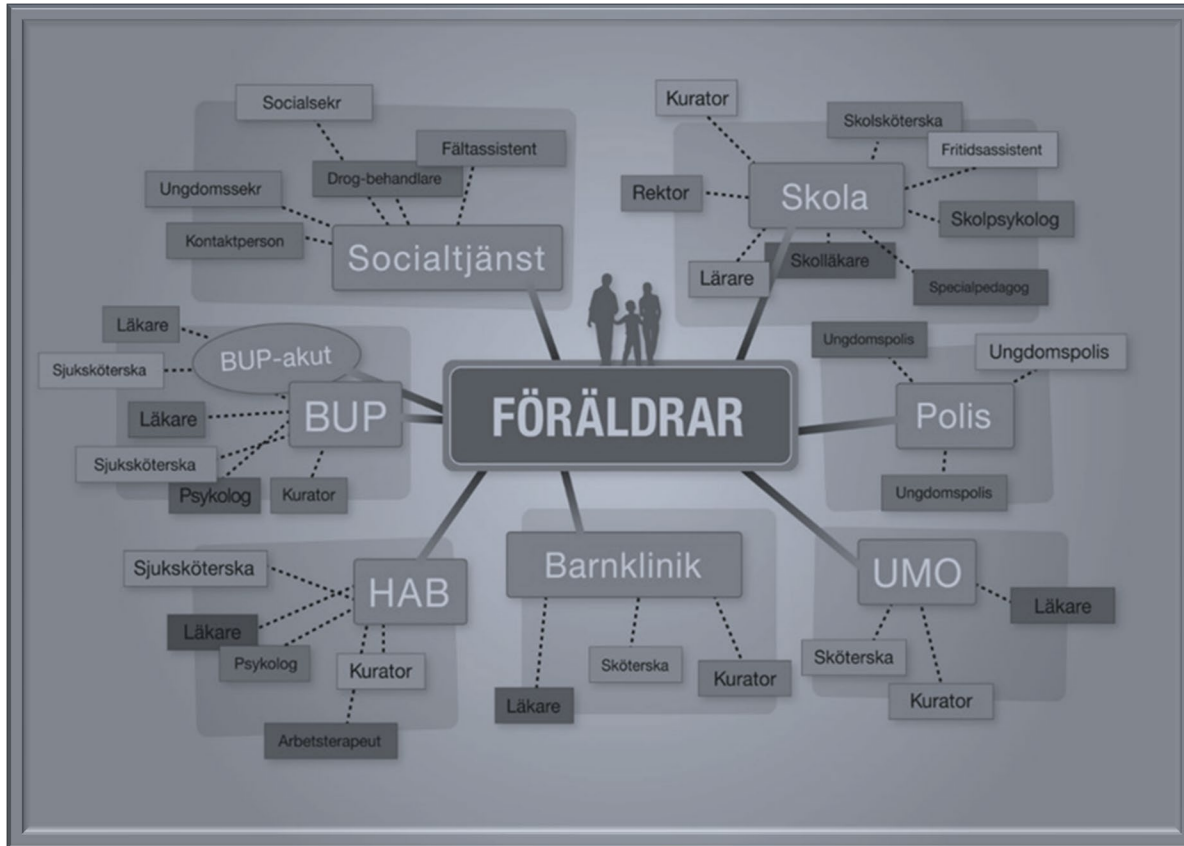 Socialsekr
Fältassistent
Drog-behandlare
Ungdomssekr
Kontaktperson
Socialtjänst
Kurator
Skolsköterska
Fritidsassistent
Rektor
Skola
Skolpsykolog
Lärare
Skolläkare
Specialpedagog
Läkare
BUP-akut
Sjuksköterska
Läkare
BUP
Sjuksköterska
Psykolog
Kurator
FÖRÄLDRAR
Ungdomspolis
Ungdomspolis
Polis
Ungdomspolis
Sjuksköterska
HAB
Läkare
Psykolog
Kurator
Arbetsterapeut
Barnklinik
Sköterska
Kurator
Läkare
UMO
Läkare
Sköterska
Kurator